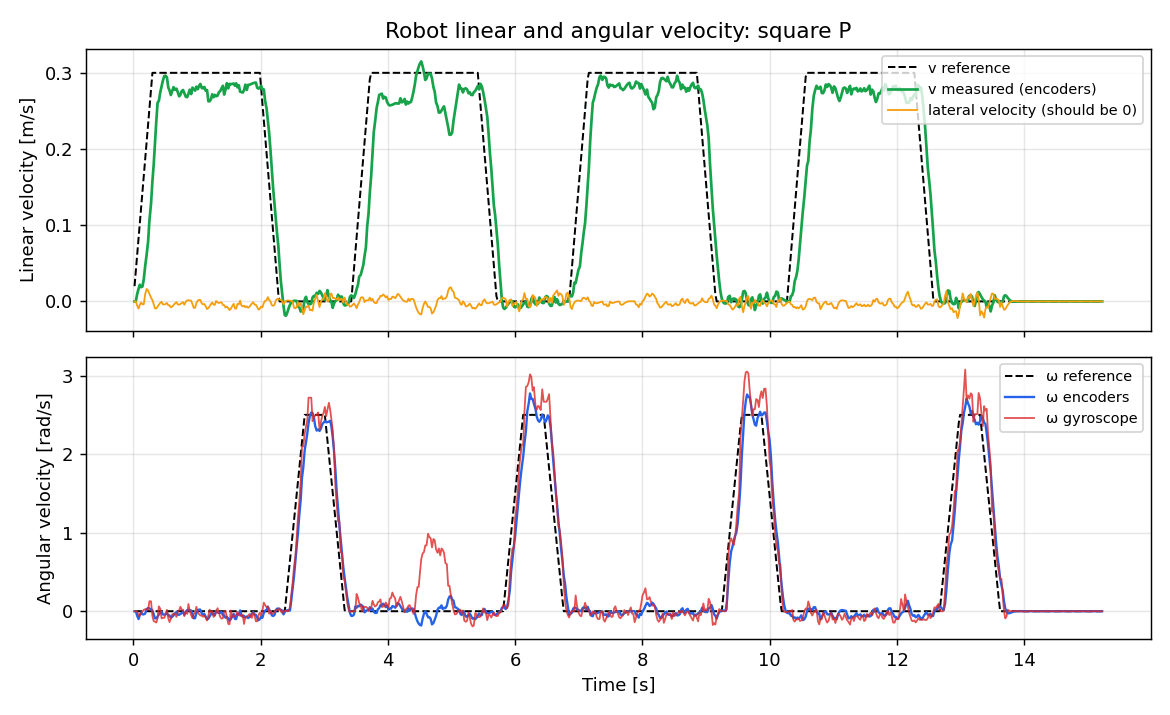 Robot linear and angular velocity: square P
Linear velocity [m/s]
0.3
0.2
0.1
0.0
v reference
v measured (encoders)
lateral velocity (should be 0)
Angular velocity [rad/s]
3
2
1
0
ω reference
ω encoders
ω gyroscope
0 2 4 6 8 10 12 14
Time [s]